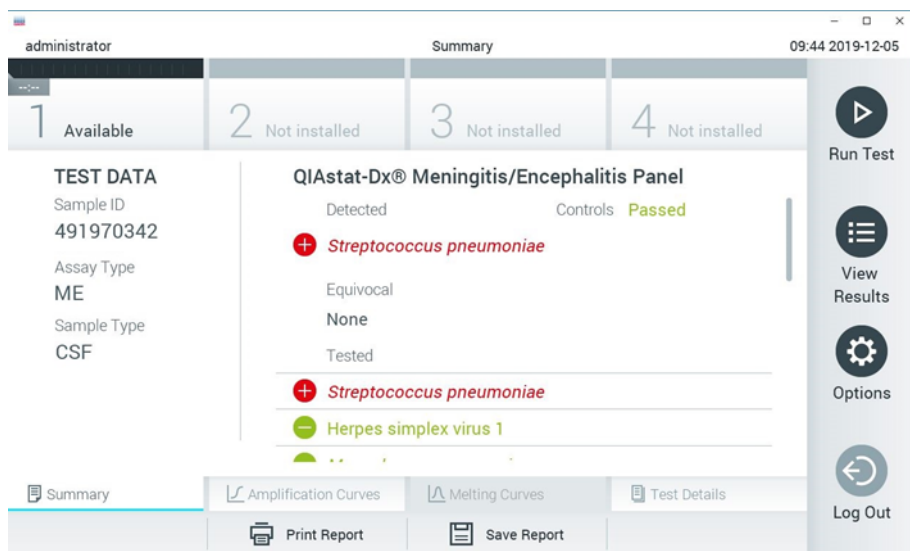 administrator Summary 09:44 2019-12-05
--:--
1 Available 2 Not installed 3 Not installed 4 Not installed
Run Test
TEST DATA
Sample ID
491970342
Assay Type
ME
Sample Type
CSF
QIAstat-Dx® Meningitis/Encephalitis Panel
Detected Controls Passed
Streptococcus pneumoniae
Equivocal
None
Tested
Streptococcus pneumoniae
Herpes simplex virus 1
View
Results
Options
Log Out
Summary Amplification Curves Melting Curves Test Details
Print Report Save Report